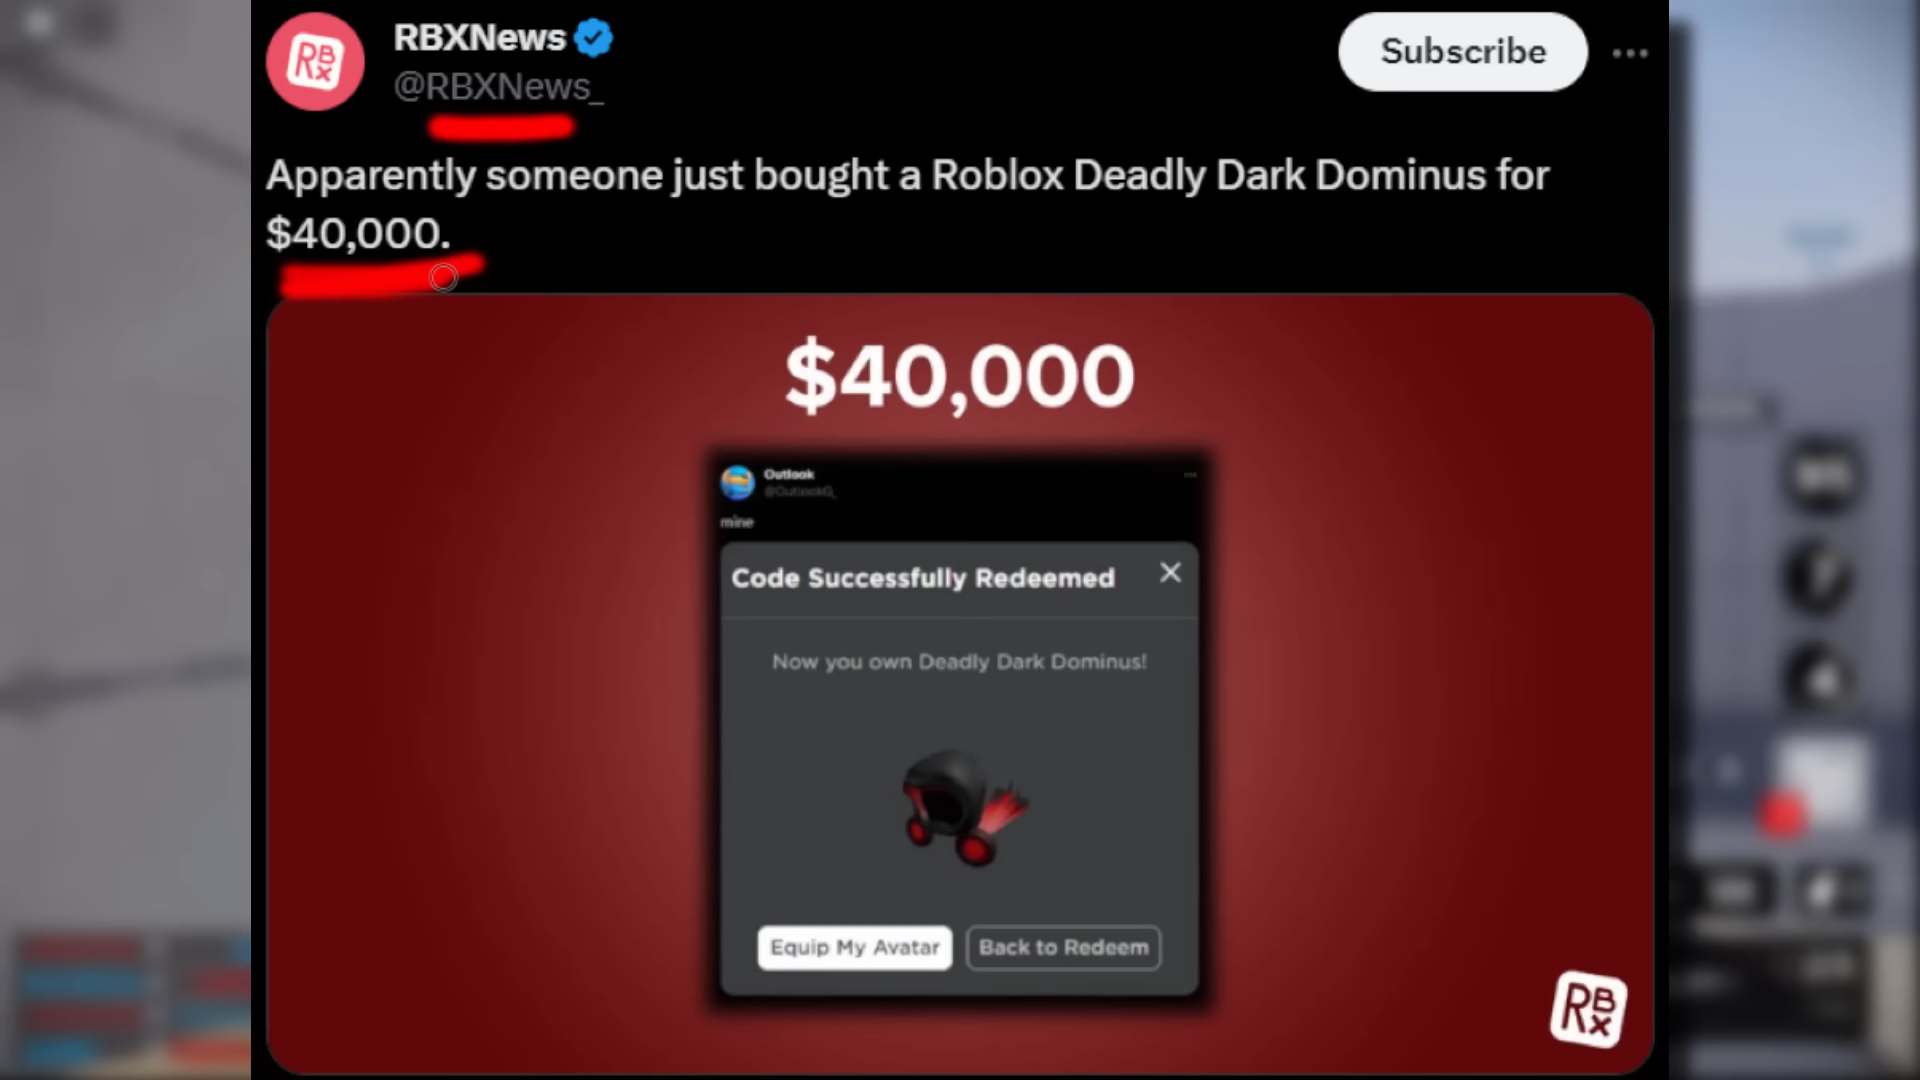 RBX
RBXNews
@RBXNews_
Subscribe
Apparently someone just bought a Roblox Deadly Dark Dominus for
$40,000.
$40,000
Outlook
mine
Code Successfully Redeemed
Now you own Deadly Dark Dominus!
Equip My Avatar
Back to Redeem
RBX